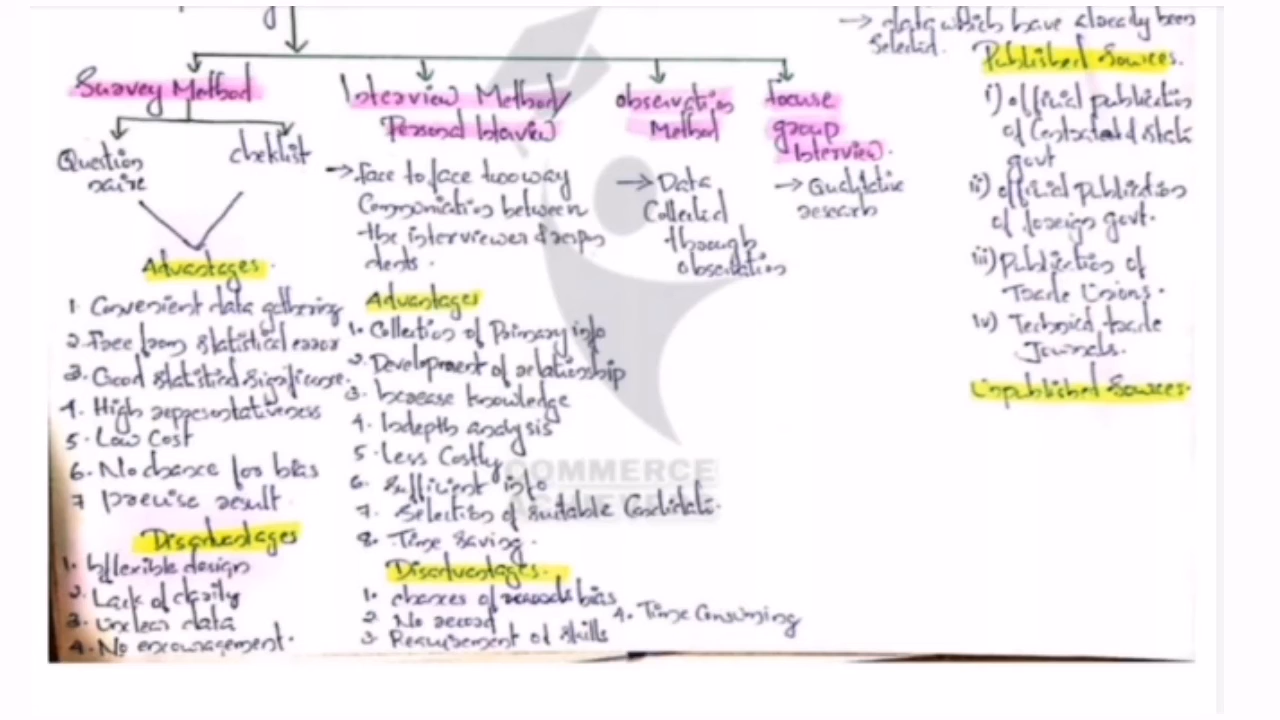 → data which have already been
Selected.
Published Sources.
i) official publication
of Central and state
govt
ii) official publication
of foreign govt.
iii) publication of
Trade Unions.
iv) Technical trade
Journals.
Unpublished Sources.
Survey Method
Question
naire
cheklist
Advantages.
1. Convenient data gathering
2. Free from statistical error
3. Good statistical significance.
4. High representativeness
5. Low Cost
6. No chance for bias
7 precise result
Disadvantages
1. Inflexible design
2. Lack of clarity
3. unclear data
4. No encouragement.
Interview Method/
Personal Interview
→ face to face two way
Communication between
the interviewer & respon
dents.
Advantages
1. Collection of Primary info
2. Development of relationship
3. Increase knowledge
4. Indepth analysis
5. Less Costly
6. Sufficient info
7. Selection of suitable Candidate.
8. Time Saving.
Disadvantages.
1. chances of bias
2. No record
3. Requirement of skills
4. Time Consuming
observation
Method
→ Data
Collected
through
observation
focuse
group
Interview.
→ Qualitative
research
COMMERCE